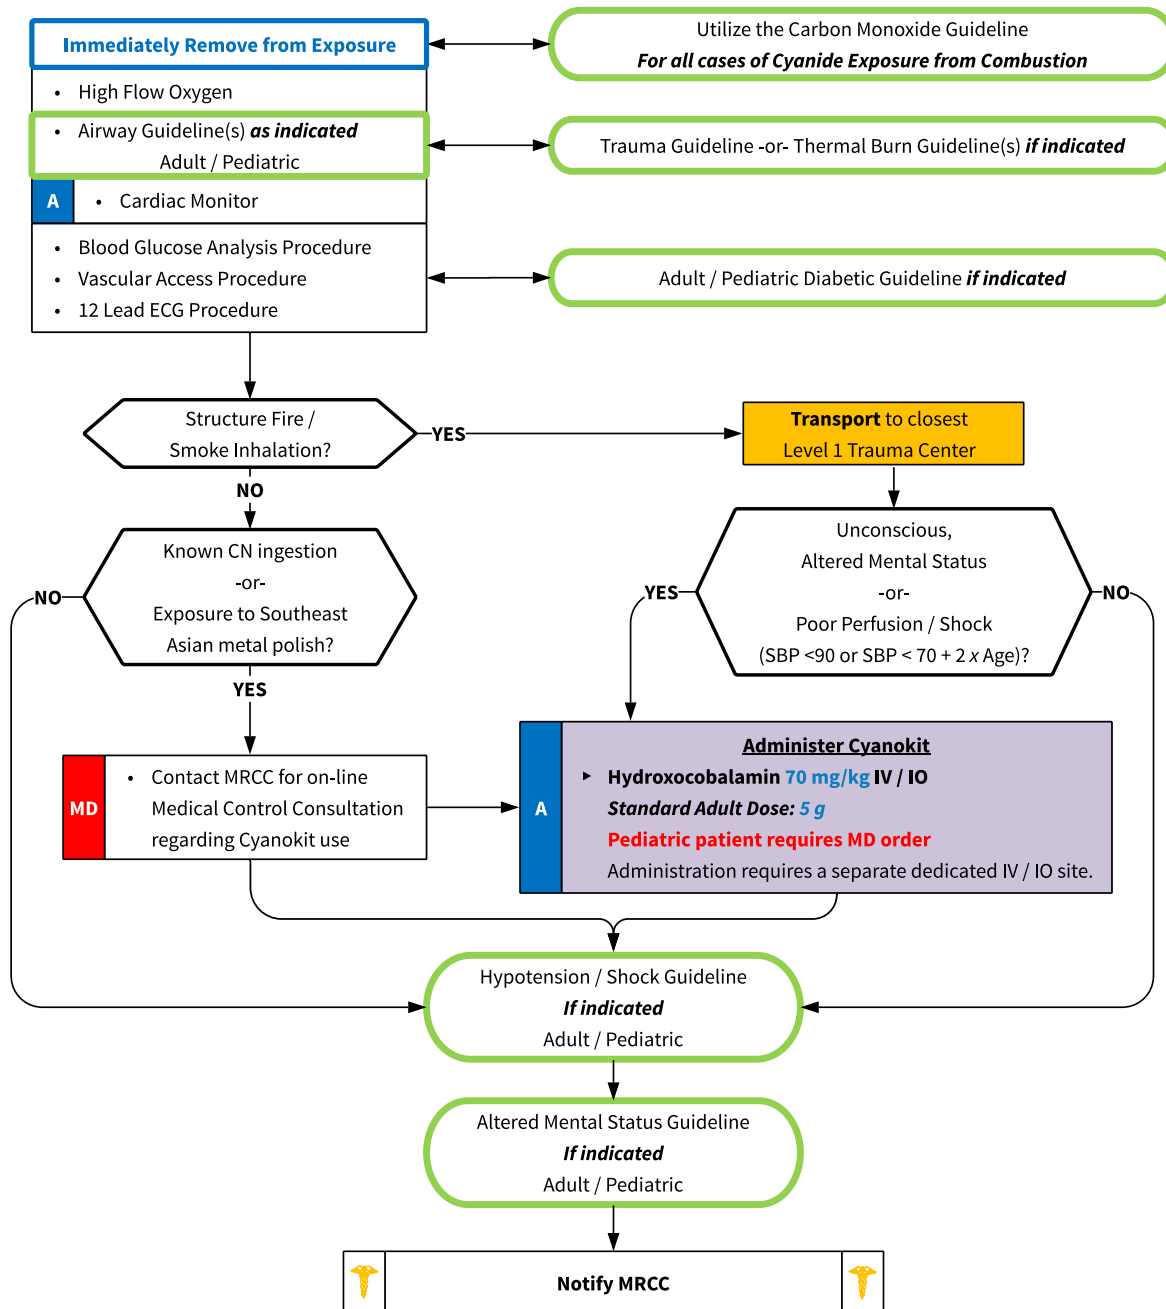 Immediately Remove from Exposure
Utilize the Carbon Monoxide Guideline
For all cases of Cyanide Exposure from Combustion
• High Flow Oxygen
• Airway Guideline(s) as indicated
Adult / Pediatric
Trauma Guideline -or- Thermal Burn Guideline(s) if indicated
A
• Cardiac Monitor
• Blood Glucose Analysis Procedure
• Vascular Access Procedure
• 12 Lead ECG Procedure
Adult / Pediatric Diabetic Guideline if indicated
Structure Fire /
Smoke Inhalation?
YES
Transport to closest
Level 1 Trauma Center
NO
Known CN ingestion
-or-
Exposure to Southeast
Asian metal polish?
NO
YES
Unconscious,
Altered Mental Status
-or-
Poor Perfusion / Shock
(SBP <90 or SBP < 70 + 2 x Age)?
YES
NO
MD
• Contact MRCC for on-line
Medical Control Consultation
regarding Cyanokit use
A
Administer Cyanokit
▸ Hydroxocobalamin 70 mg/kg IV / IO
Standard Adult Dose: 5 g
Pediatric patient requires MD order
Administration requires a separate dedicated IV / IO site.
Hypotension / Shock Guideline
If indicated
Adult / Pediatric
Altered Mental Status Guideline
If indicated
Adult / Pediatric
Notify MRCC